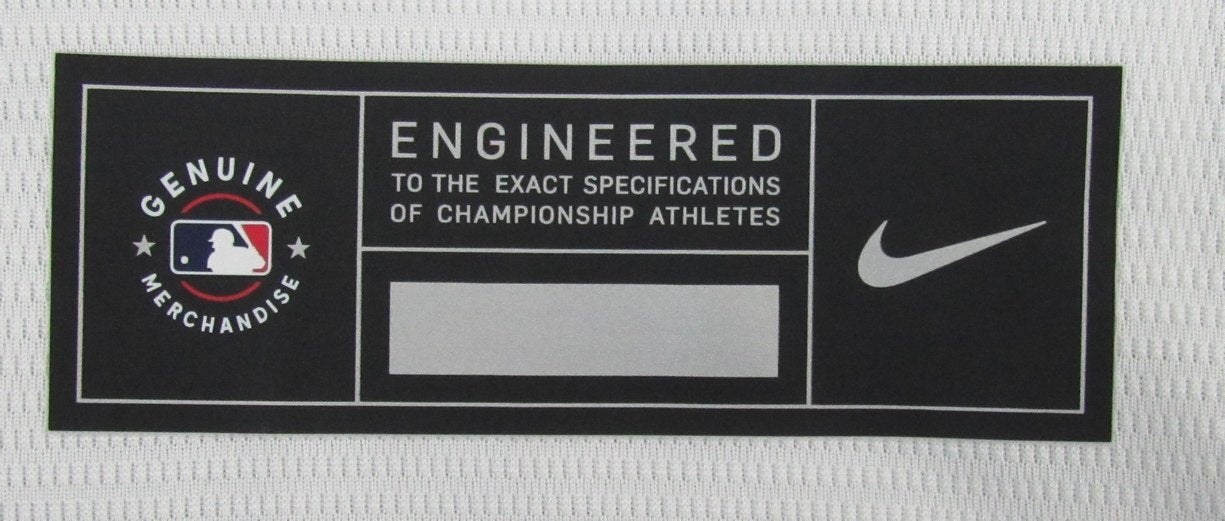 GENUINE
MERCHANDISE
ENGINEERED
TO THE EXACT SPECIFICATIONS
OF CHAMPIONSHIP ATHLETES